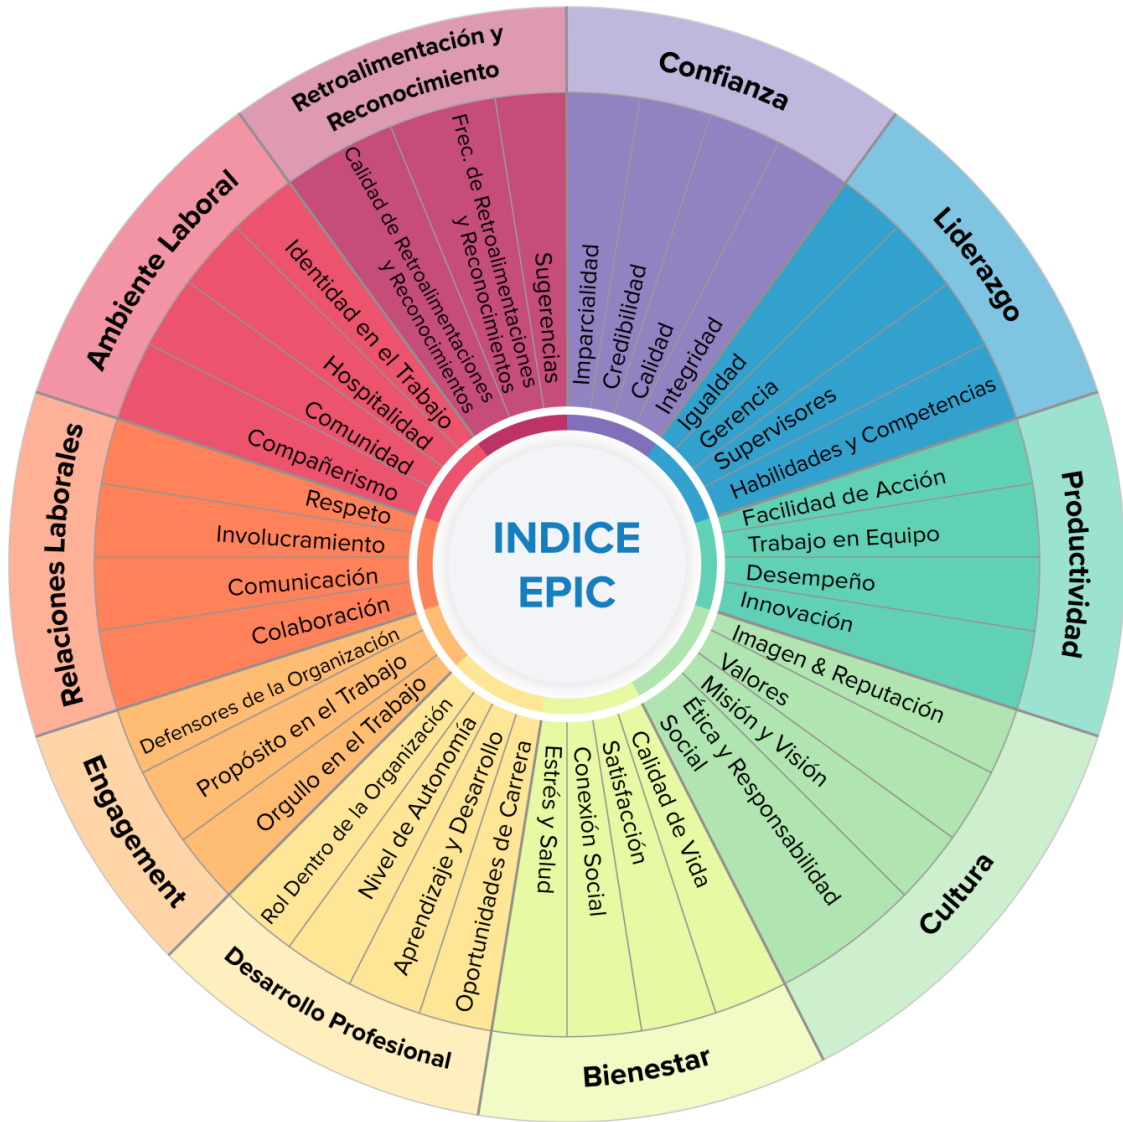 INDICE
EPIC
Confianza
Imparcialidad
Credibilidad
Calidad
Integridad
Liderazgo
Igualdad
Gerencia
Supervisores
Habilidades y Competencias
Productividad
Facilidad de Acción
Trabajo en Equipo
Desempeño
Innovación
Cultura
Imagen & Reputación
Valores
Misión y Visión
Ética y Responsabilidad
Social
Bienestar
Calidad de Vida
Satisfacción
Conexión Social
Estrés y Salud
Desarrollo Profesional
Oportunidades de Carrera
Aprendizaje y Desarrollo
Nivel de Autonomía
Rol Dentro de la Organización
Engagement
Orgullo en el Trabajo
Propósito en el Trabajo
Defensores de la Organización
Relaciones Laborales
Colaboración
Comunicación
Involucramiento
Respeto
Ambiente Laboral
Compañerismo
Comunidad
Hospitalidad
Identidad en el Trabajo
Retroalimentación y
Reconocimiento
Calidad de Retroalimentaciones
y Reconocimientos
Frec. de Retroalimentaciones
y Reconocimientos
Sugerencias